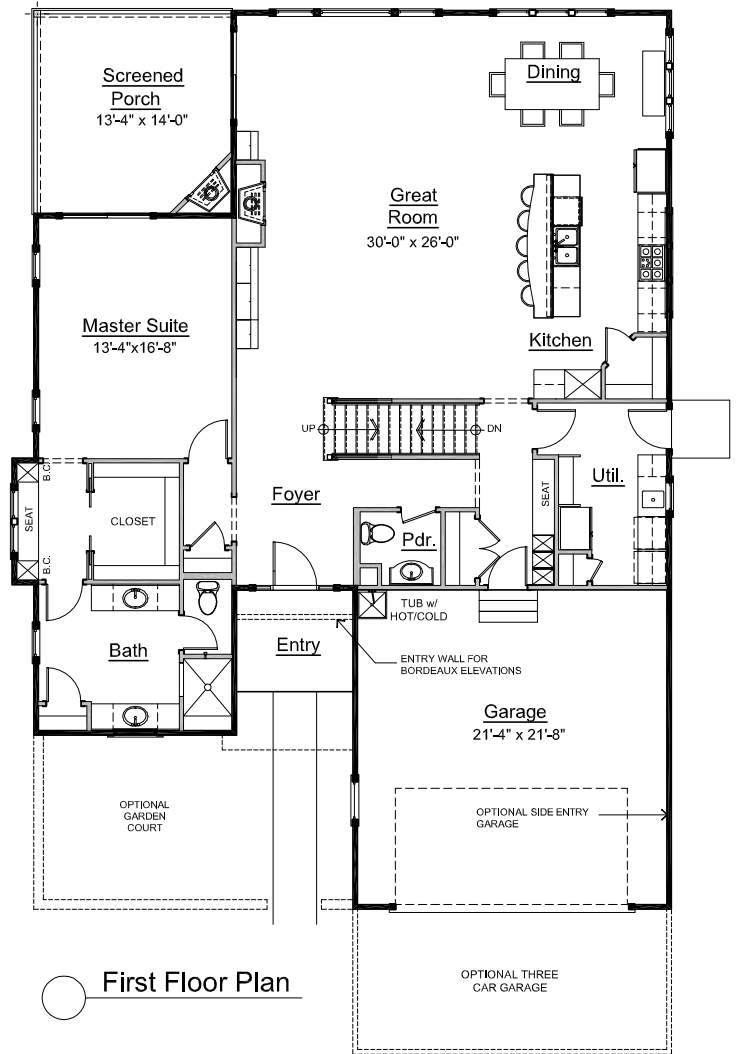 Screened
Porch
13'-4" x 14'-0"
Dining
Great
Room
30'-0" x 26'-0"
Master Suite
13'-4"x16'-8"
Kitchen
UP
DN
B.C.
SEAT
B.C.
CLOSET
Foyer
Pdr.
SEAT
Util.
TUB w/
HOT/COLD
Bath
Entry
ENTRY WALL FOR
BORDEAUX ELEVATIONS
Garage
21'-4" x 21'-8"
OPTIONAL
GARDEN
COURT
OPTIONAL SIDE ENTRY
GARAGE
First Floor Plan
OPTIONAL THREE
CAR GARAGE